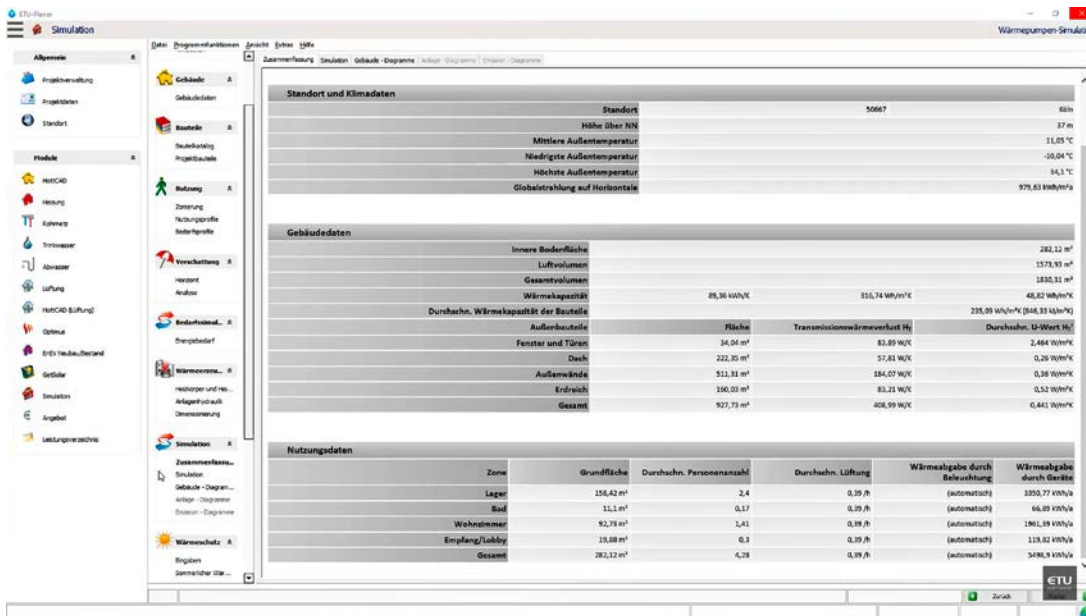 ETU-Planer
Simulation
Wärmepumpen-Simulati
Datei Programmfunktionen Ansicht Extras Hilfe
Allgemein
Projektverwaltung
Projektdaten
Standort
Module
HottCAD
Heizung
Rohrnetz
Trinkwasser
Abwasser
Lüftung
HottCAD (Lüftung)
Optimus
EnEV Neubau/Bestand
GetSolar
Simulation
Angebot
Leistungsverzeichnis
Gebäude
Gebäudedaten
Bauteile
Bauteilkatalog
Projektbauteile
Nutzung
Zonierung
Nutzungsprofile
Bedarfsprofile
Verschattung
Horizont
Analyse
Bedarfssimul...
Energiebedarf
Wärmeerzeu...
Heizkörper und Hei...
Anlagenhydraulik
Dimensionierung
Simulation
Zusammenfassu...
Simulation
Gebäude - Diagram...
Anlage - Diagramme
Emission - Diagramme
Wärmeschutz
Eingaben
Sommerlicher Wär...
Zusammenfassung Simulation Gebäude - Diagramme Anlage - Diagramme Emission - Diagramme
Standort und Klimadaten
Standort 50667 Köln
Höhe über NN 37 m
Mittlere Außentemperatur 11,05 °C
Niedrigste Außentemperatur -10,04 °C
Höchste Außentemperatur 34,1 °C
Globalstrahlung auf Horizontale 979,63 kWh/m²a
Gebäudedaten
Innere Bodenfläche 282,12 m²
Luftvolumen 1573,93 m³
Gesamtvolumen 1830,31 m³
Wärmekapazität 89,36 kWh/K 316,74 Wh/m²K 48,82 Wh/m³K
Durchschn. Wärmekapazität der Bauteile 235,09 Wh/m³K (846,33 kJ/m³K)
Außenbauteile Fläche Transmissionswärmeverlust Hᴛ Durchschn. U-Wert Hᴛ'
Fenster und Türen 34,04 m² 83,89 W/K 2,464 W/m²K
Dach 222,35 m² 57,81 W/K 0,26 W/m²K
Außenwände 511,31 m² 184,07 W/K 0,36 W/m²K
Erdreich 160,03 m² 83,21 W/K 0,52 W/m²K
Gesamt 927,73 m² 408,99 W/K 0,441 W/m²K
Nutzungsdaten
Zone Grundfläche Durchschn. Personenanzahl Durchschn. Lüftung Wärmeabgabe durch Beleuchtung Wärmeabgabe durch Geräte
Lager 158,42 m² 2,4 0,39 /h (automatisch) 3350,77 kWh/a
Bad 11,1 m² 0,17 0,39 /h (automatisch) 66,89 kWh/a
Wohnzimmer 92,73 m² 1,41 0,39 /h (automatisch) 1961,59 kWh/a
Empfang/Lobby 19,88 m² 0,3 0,39 /h (automatisch) 119,82 kWh/a
Gesamt 282,12 m² 4,28 0,39 /h (automatisch) 5498,9 kWh/a
ETU
Zurück